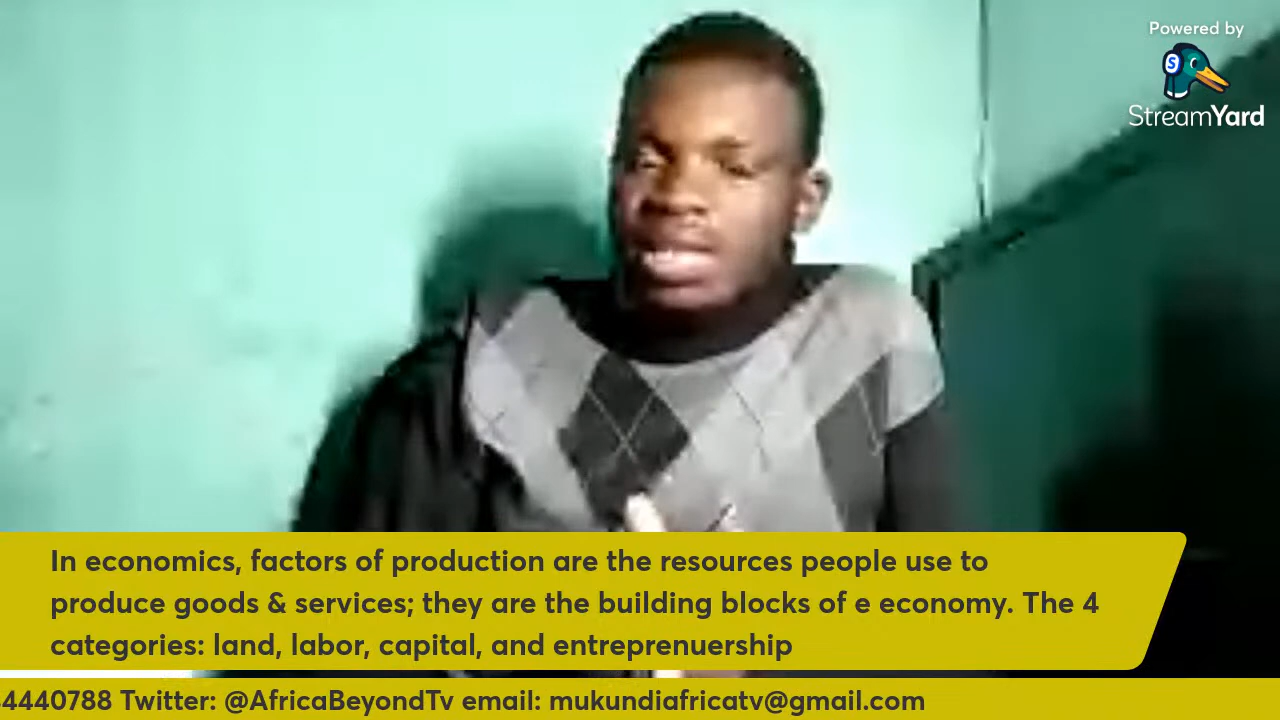 Powered by
S
StreamYard
In economics, factors of production are the resources people use to
produce goods & services; they are the building blocks of e economy. The 4
categories: land, labor, capital, and entreprenuership
4440788 Twitter: @AfricaBeyondTv email: mukundiafricatv@gmail.com